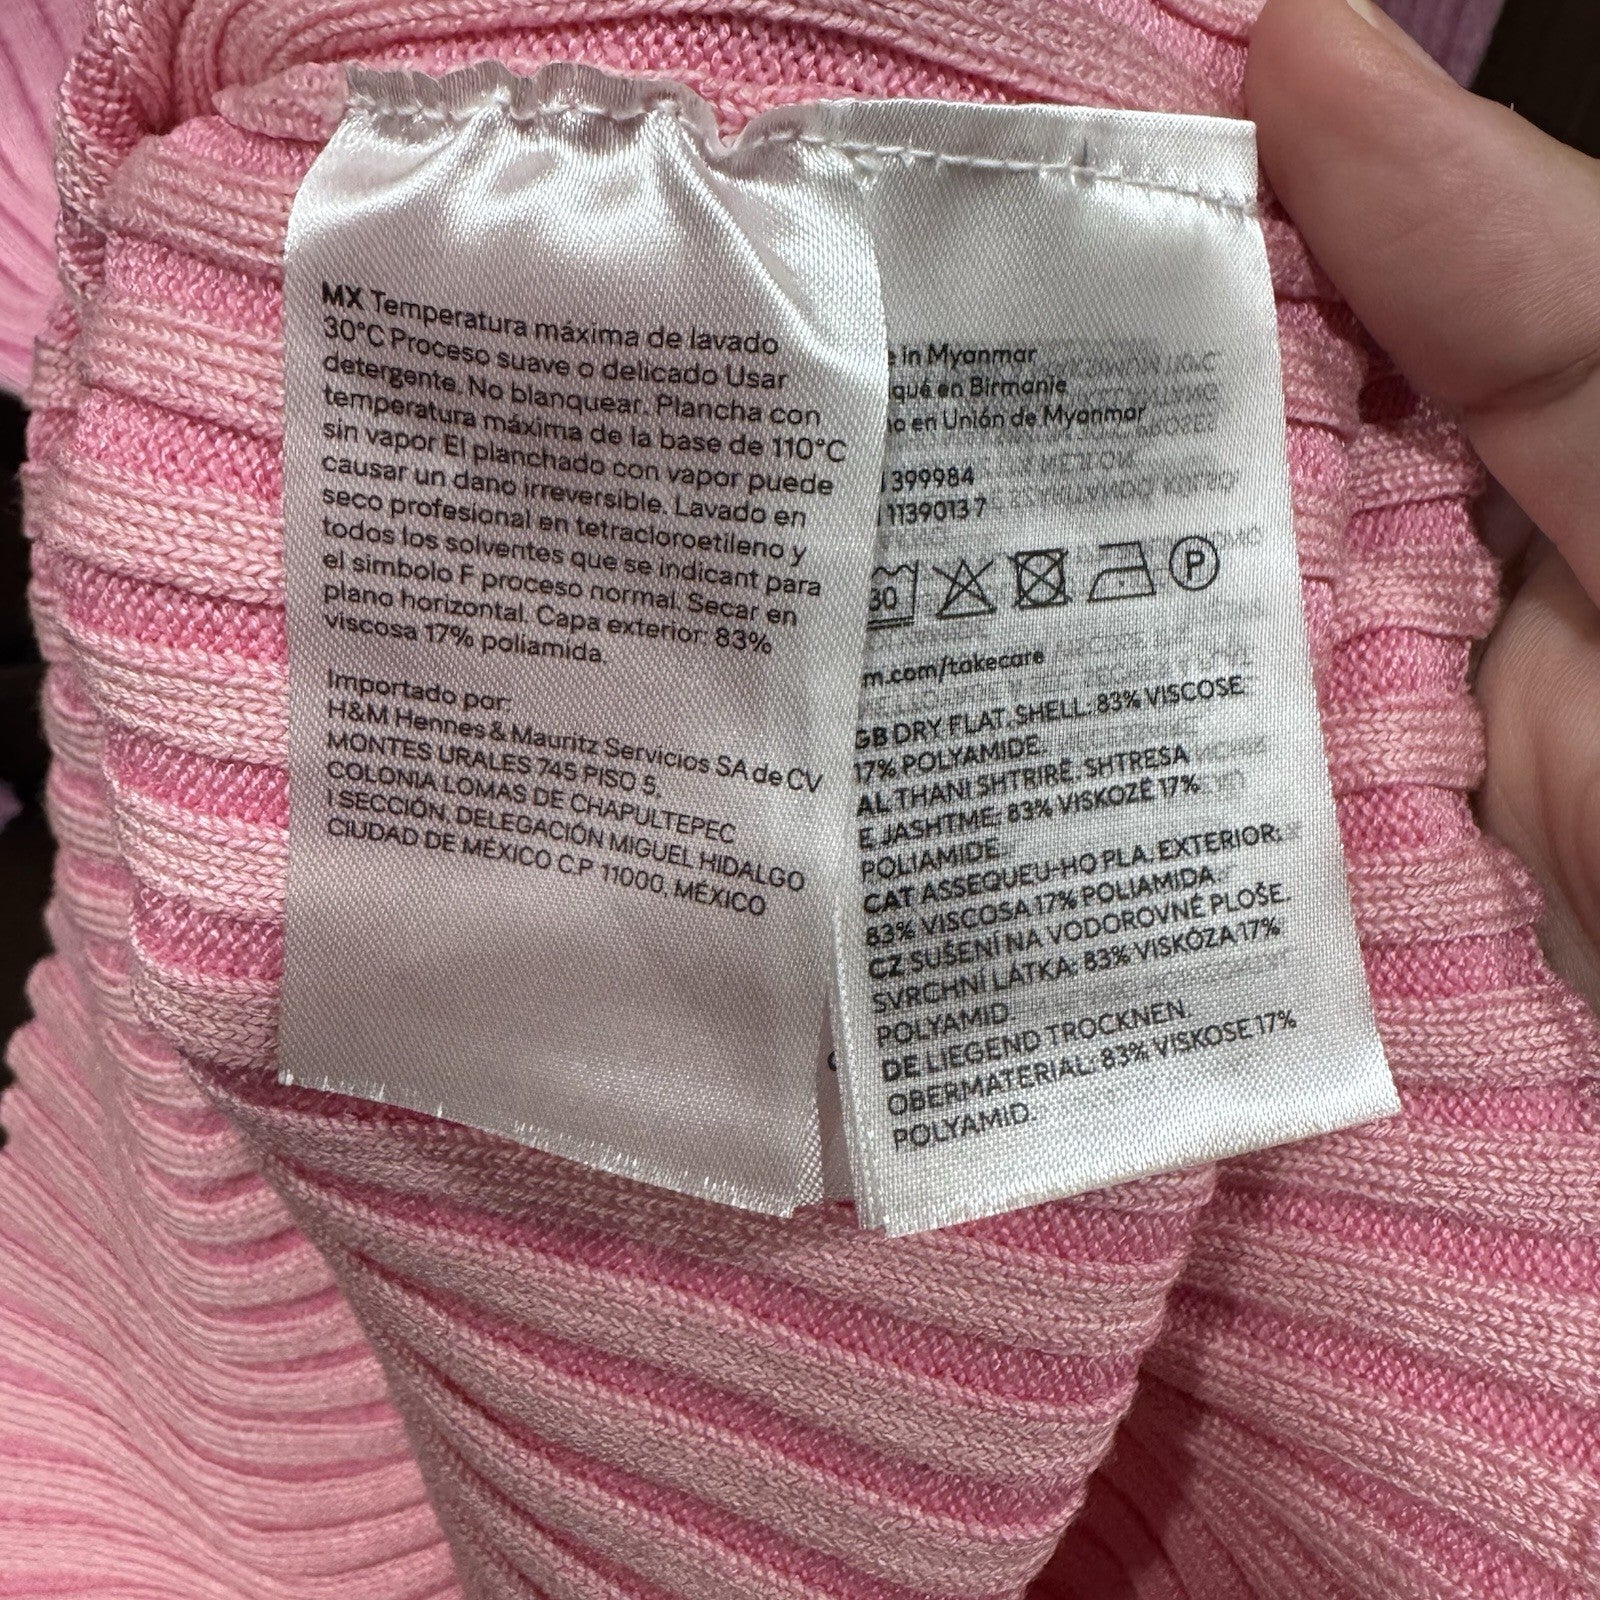 MX Temperatura máxima de lavado
30°C Proceso suave o delicado Usar
detergente. No blanquear. Plancha con
temperatura máxima de la base de 110°C
sin vapor El planchado con vapor puede
causar un dano irreversible. Lavado en
seco profesional en tetracloroetileno y
todos los solventes que se indicant para
el simbolo F proceso normal. Secar en
plano horizontal. Capa exterior: 83%
viscosa 17% poliamida.
Importado por:
H&M Hennes & Mauritz Servicios SA de CV
MONTES URALES 745 PISO 5,
COLONIA LOMAS DE CHAPULTEPEC
I SECCIÓN, DELEGACIÓN MIGUEL HIDALGO
CIUDAD DE MÉXICO C.P 11000, MÉXICO
e in Myanmar
qué en Birmanie
o en Unión de Myanmar
399984
1139013 7
30 P
m.com/takecare
GB DRY FLAT. SHELL: 83% VISCOSE
17% POLYAMIDE.
AL THANI SHTRIRË. SHTRESA
E JASHTME: 83% VISKOZË 17%
POLIAMIDE.
CAT ASSEQUEU-HO PLA. EXTERIOR:
83% VISCOSA 17% POLIAMIDA.
CZ SUŠENÍ NA VODOROVNÉ PLOŠE.
SVRCHNÍ LÁTKA: 83% VISKÓZA 17%
POLYAMID.
DE LIEGEND TROCKNEN.
OBERMATERIAL: 83% VISKOSE 17%
POLYAMID.